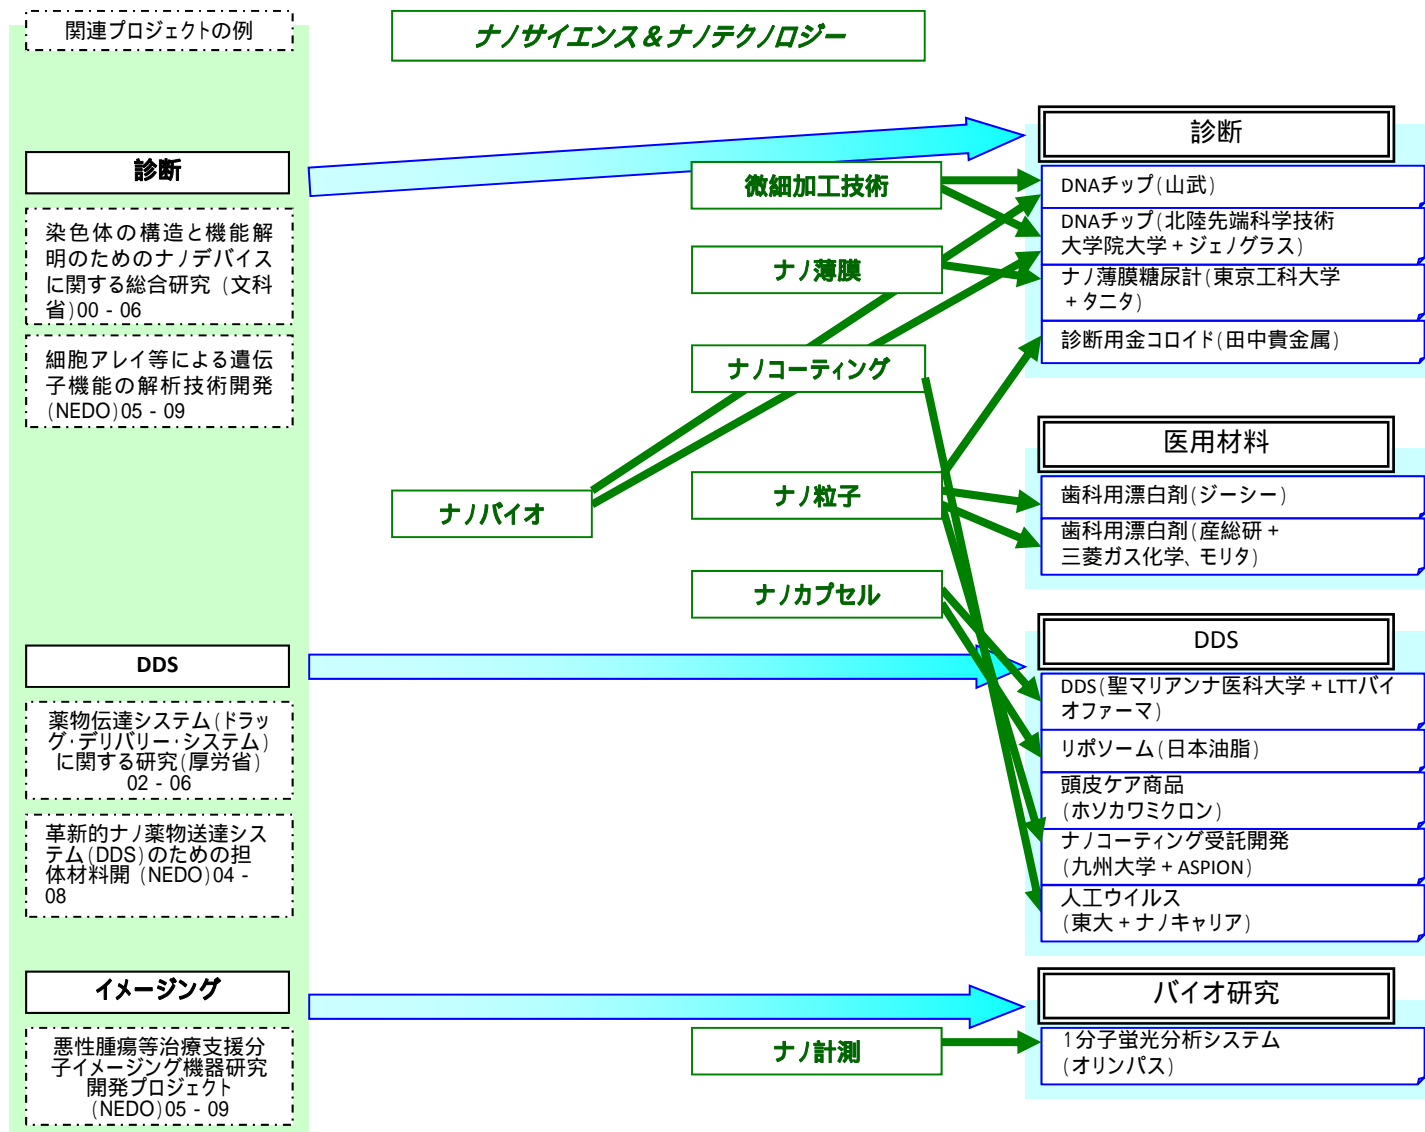 関連プロジェクトの例
ナノサイエンス＆ナノテクノロジー
診断
染色体の構造と機能解
明のためのナノデバイス
に関する総合研究（文科
省）00 - 06
細胞アレイ等による遺伝
子機能の解析技術開発
（NEDO）05 - 09
DDS
薬物伝達システム（ドラッ
グ・デリバリー・システム）
に関する研究（厚労省）
02 - 06
革新的ナノ薬物送達シス
テム（DDS）のための担
体材料開（NEDO）04 -
08
イメージング
悪性腫瘍等治療支援分
子イメージング機器研究
開発プロジェクト
（NEDO）05 - 09
ナノバイオ
微細加工技術
ナノ薄膜
ナノコーティング
ナノ粒子
ナノカプセル
ナノ計測
診断
DNAチップ（山武）
DNAチップ（北陸先端科学技術
大学院大学 + ジェノグラス）
ナノ薄膜糖尿計（東京工科大学
+ タニタ）
診断用金コロイド（田中貴金属）
医用材料
歯科用漂白剤（ジーシー）
歯科用漂白剤（産総研 +
三菱ガス化学、モリタ）
DDS
DDS（聖マリアンナ医科大学 + LTTバイ
オファーマ）
リポソーム（日本油脂）
頭皮ケア商品
（ホソカワミクロン）
ナノコーティング受託開発
（九州大学 + ASPION）
人工ウイルス
（東大 + ナノキャリア）
バイオ研究
1分子蛍光分析システム
（オリンパス）